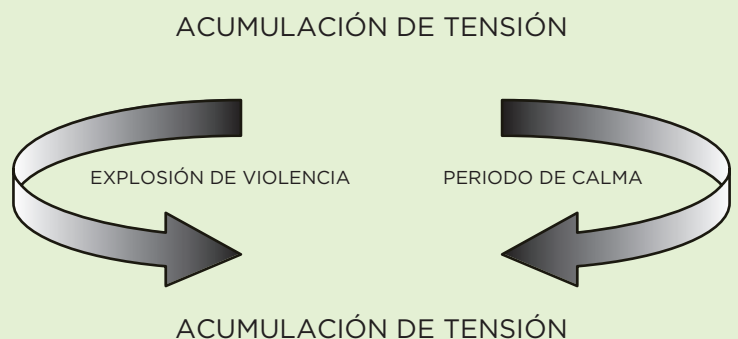 ACUMULACIÓN DE TENSIÓN
EXPLOSIÓN DE VIOLENCIA
PERIODO DE CALMA
ACUMULACIÓN DE TENSIÓN